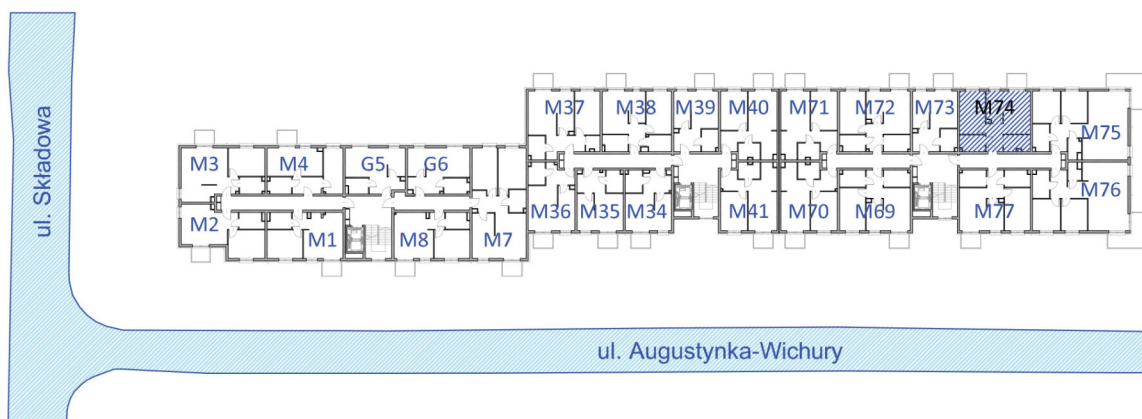 ul. Składowa
M37 M38 M39 M40 M71 M72 M73 M74 M75
M3 M4 G5 G6
M2 M1 M8 M7
M36 M35 M34 M41 M70 M69 M77 M76
ul. Augustynka-Wichury